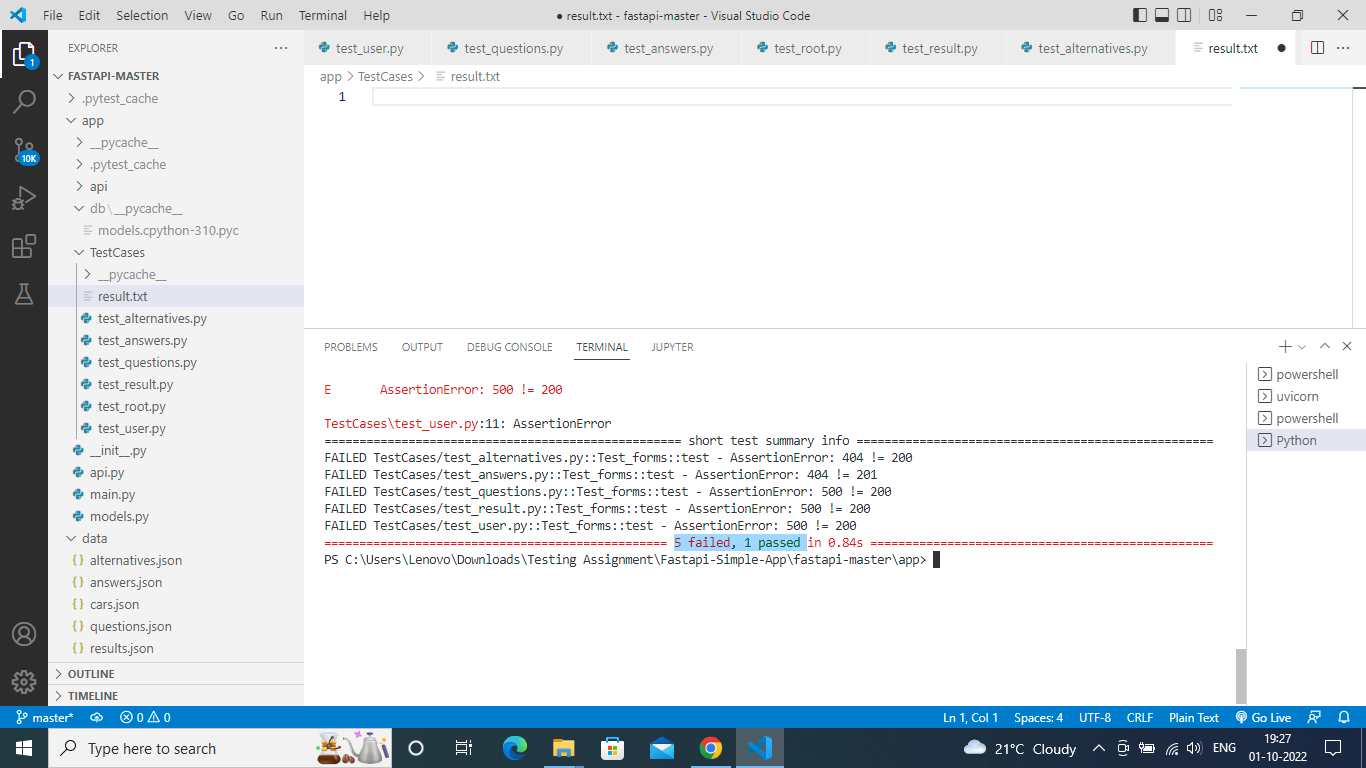 File Edit Selection View Go Run Terminal Help
● result.txt - fastapi-master - Visual Studio Code
EXPLORER
test_user.py test_questions.py test_answers.py test_root.py test_result.py test_alternatives.py result.txt
FASTAPI-MASTER
app > TestCases > result.txt
1
1
10K
.pytest_cache
app
__pycache__
.pytest_cache
api
db\__pycache__
models.cpython-310.pyc
TestCases
__pycache__
result.txt
test_alternatives.py
test_answers.py
test_questions.py
test_result.py
test_root.py
test_user.py
__init__.py
api.py
main.py
models.py
data
alternatives.json
answers.json
cars.json
questions.json
results.json
OUTLINE
TIMELINE
PROBLEMS OUTPUT DEBUG CONSOLE TERMINAL JUPYTER
E AssertionError: 500 != 200
TestCases\test_user.py:11: AssertionError
=================================================== short test summary info ===================================================
FAILED TestCases/test_alternatives.py::Test_forms::test - AssertionError: 404 != 200
FAILED TestCases/test_answers.py::Test_forms::test - AssertionError: 404 != 201
FAILED TestCases/test_questions.py::Test_forms::test - AssertionError: 500 != 200
FAILED TestCases/test_result.py::Test_forms::test - AssertionError: 500 != 200
FAILED TestCases/test_user.py::Test_forms::test - AssertionError: 500 != 200
================================================= 5 failed, 1 passed in 0.84s =================================================
PS C:\Users\Lenovo\Downloads\Testing Assignment\Fastapi-Simple-App\fastapi-master\app>
powershell
uvicorn
powershell
Python
master* 0 0 Ln 1, Col 1 Spaces: 4 UTF-8 CRLF Plain Text Go Live
Type here to search 21°C Cloudy ENG 19:27
01-10-2022